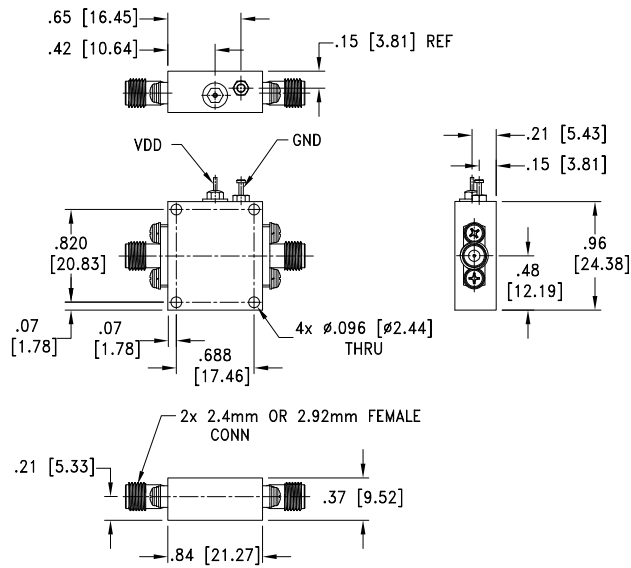 .65 [16.45]
.42 [10.64]
.15 [3.81] REF
VDD
GND
.21 [5.43]
.15 [3.81]
.820
[20.83]
.96
[24.38]
.48
[12.19]
.07
[1.78]
.07
[1.78]
.688
[17.46]
4x ø.096 [ø2.44]
THRU
2x 2.4mm OR 2.92mm FEMALE
CONN
.21 [5.33]
.37 [9.52]
.84 [21.27]